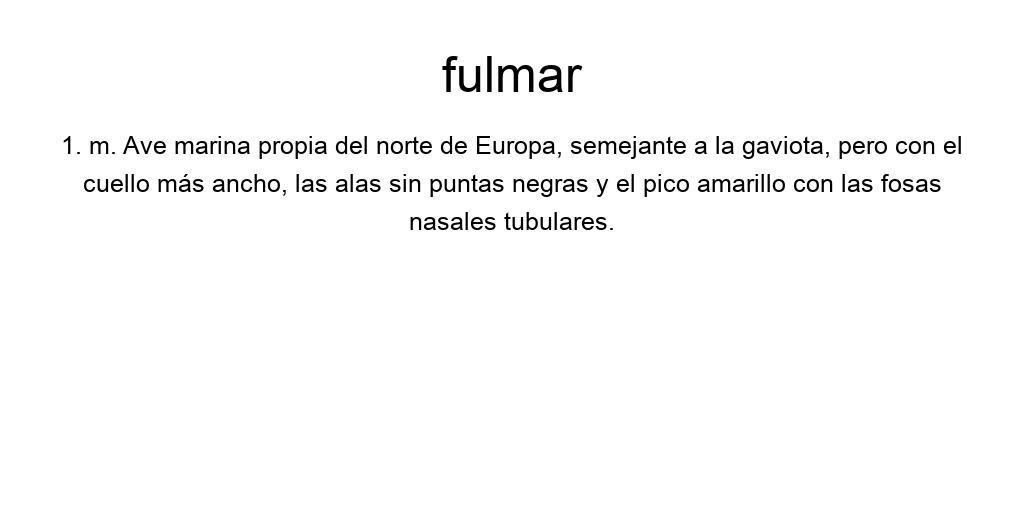 fulmar
1. m. Ave marina propia del norte de Europa, semejante a la gaviota, pero con el
cuello más ancho, las alas sin puntas negras y el pico amarillo con las fosas
nasales tubulares.